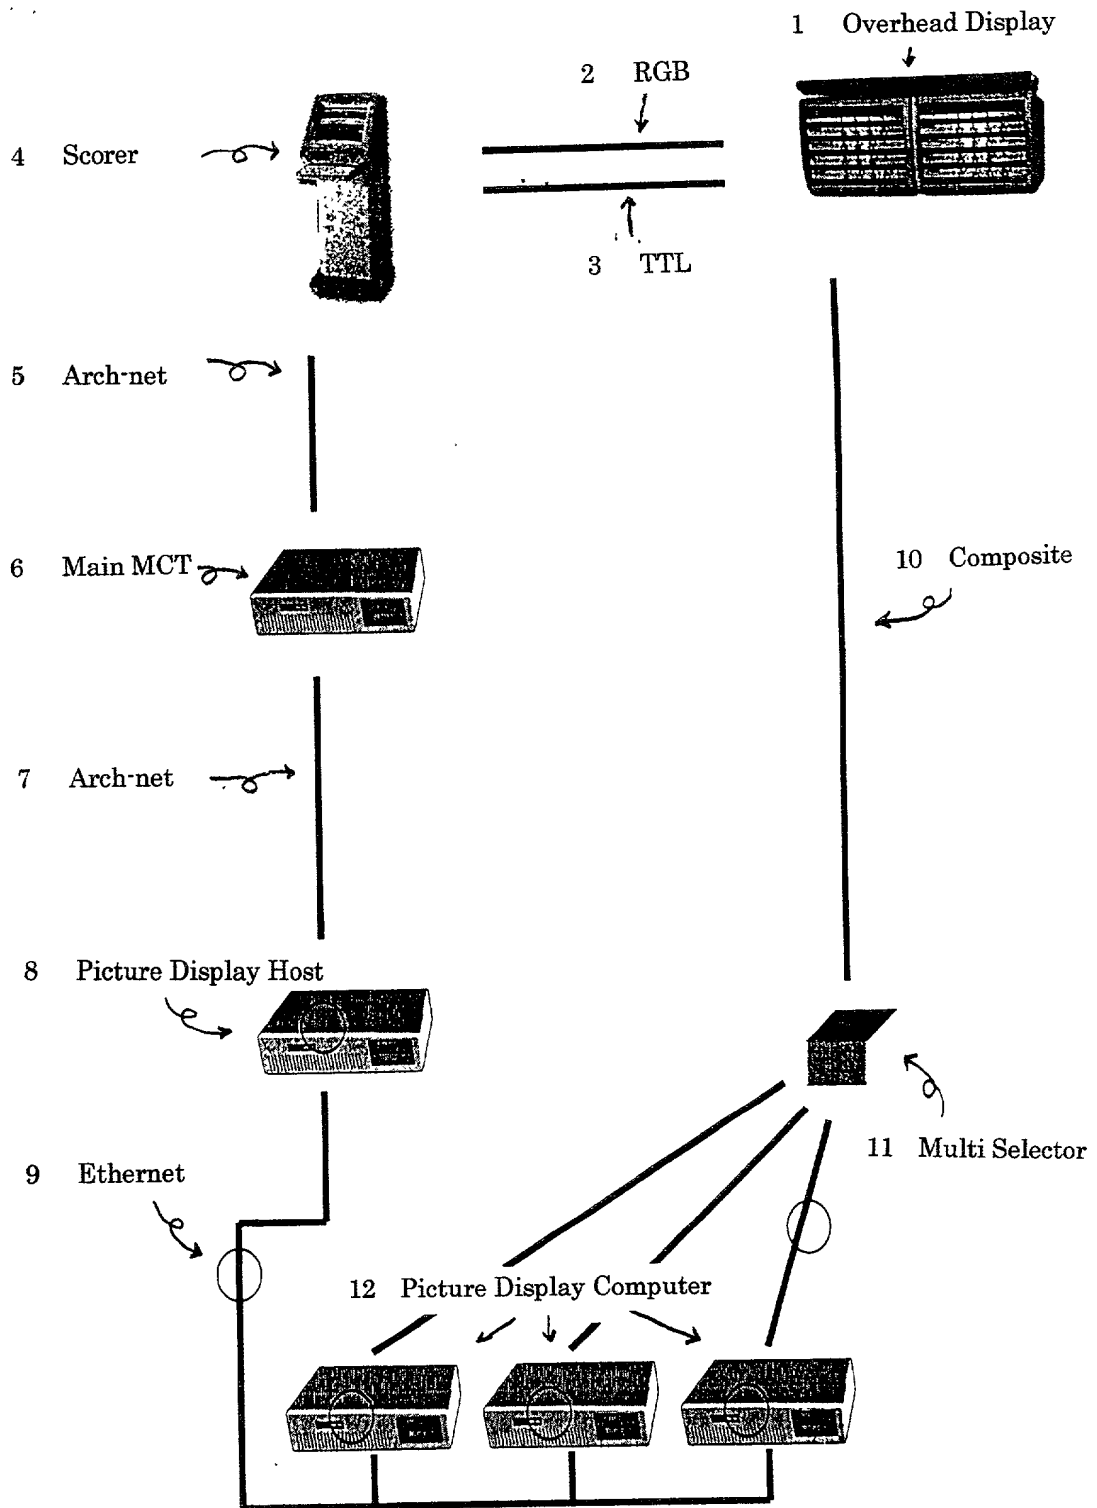 1 Overhead Display
2 RGB
4 Scorer
3 TTL
5 Arch-net
6 Main MCT
10 Composite
7 Arch-net
8 Picture Display Host
11 Multi Selector
9 Ethernet
12 Picture Display Computer